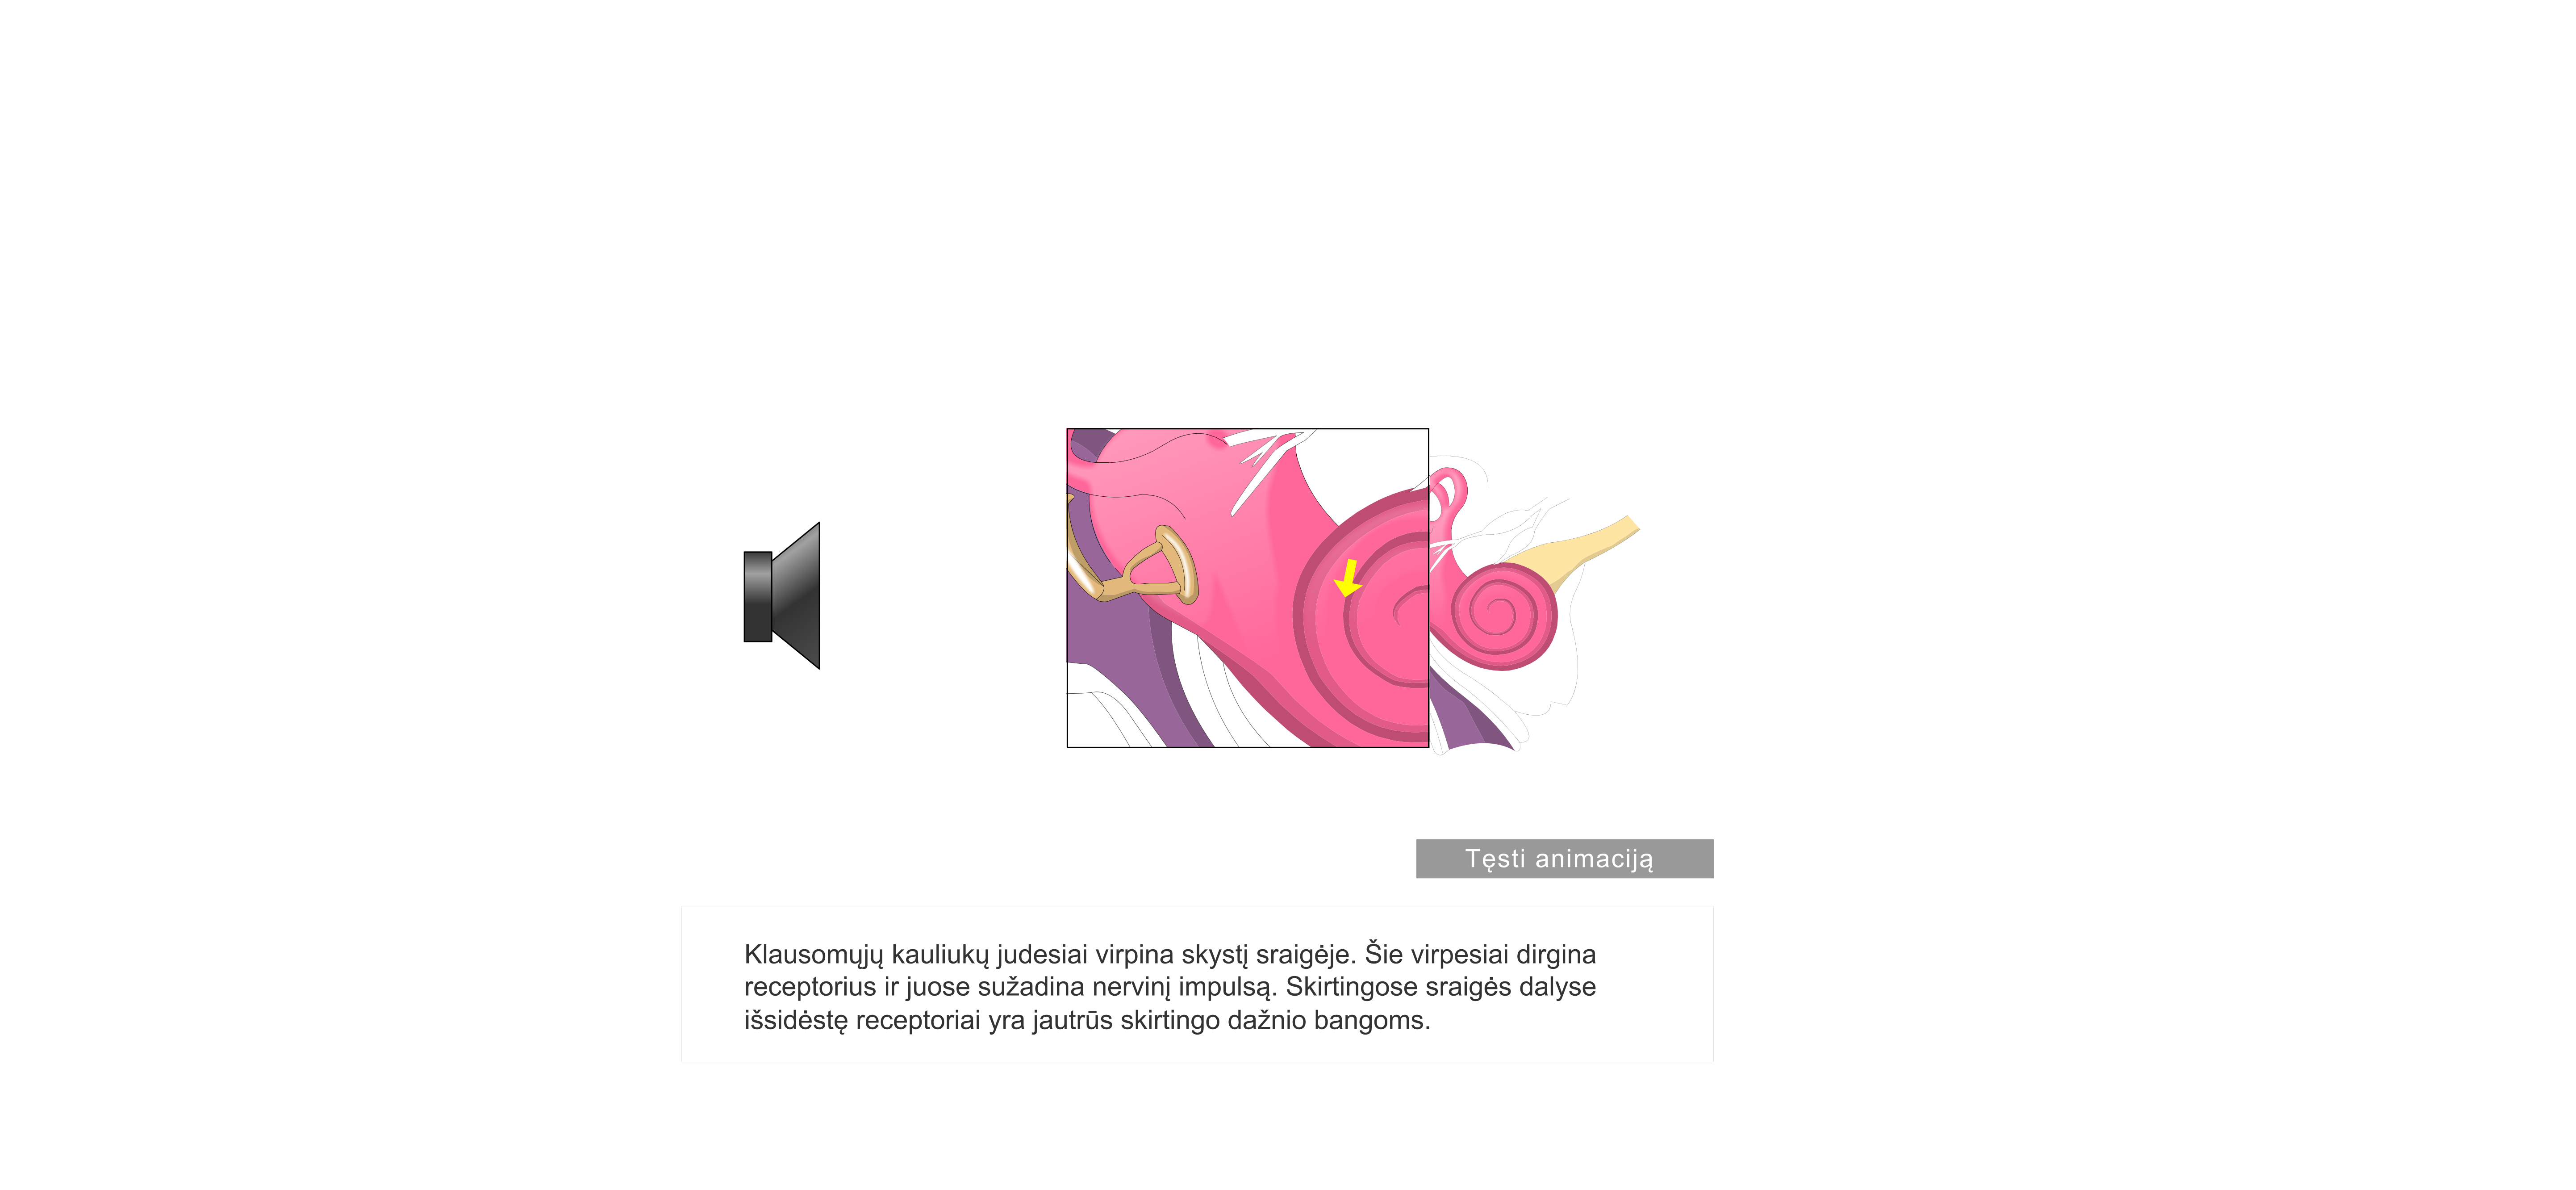 Tęsti animaciją
Klausomųjų kauliukų judesiai virpina skystį sraigėje. Šie virpesiai dirgina
receptorius ir juose sužadina nervinį impulsą. Skirtingose sraigės dalyse
išsidėstę receptoriai yra jautrūs skirtingo dažnio bangoms.